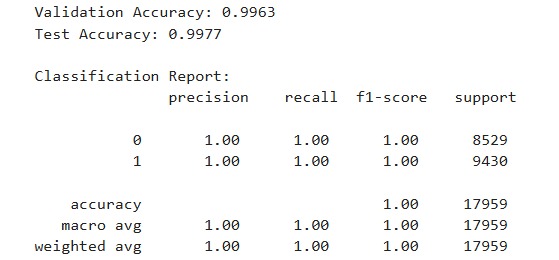 Validation Accuracy: 0.9963
Test Accuracy: 0.9977
Classification Report:
precision recall f1-score support
0 1.00 1.00 1.00 8529
1 1.00 1.00 1.00 9430
accuracy 1.00 17959
macro avg 1.00 1.00 1.00 17959
weighted avg 1.00 1.00 1.00 17959